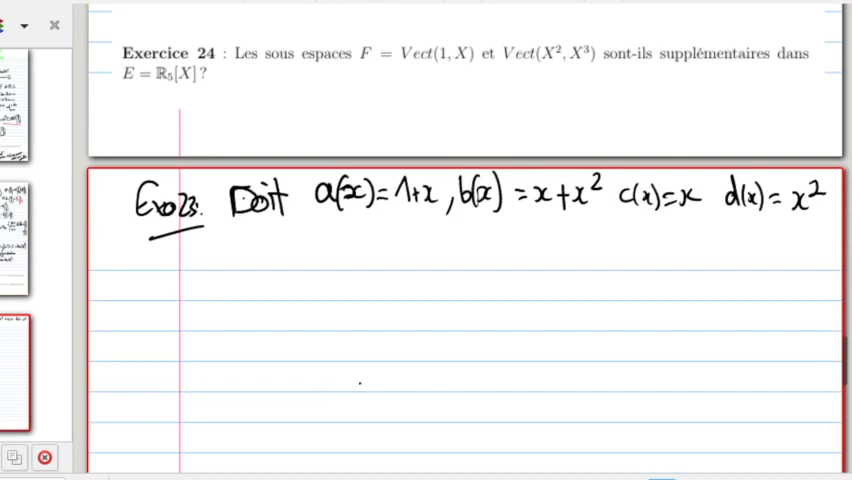 Exercice 24 : Les sous espaces F = Vect(1, X) et Vect(X², X³) sont-ils supplémentaires dans
E = ℝ₅[X] ?
Exo23. Doit a(x)=1+x, b(x)=x+x² c(x)=x d(x)=x²